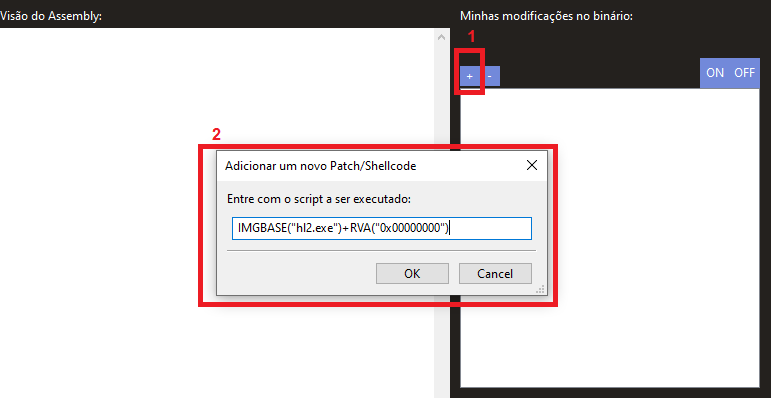 Visão do Assembly:
Minhas modificações no binário:
1
+
-
ON OFF
2
Adicionar um novo Patch/Shellcode
Entre com o script a ser executado:
IMGBASE("hl2.exe")+RVA("0x00000000")
OK
Cancel